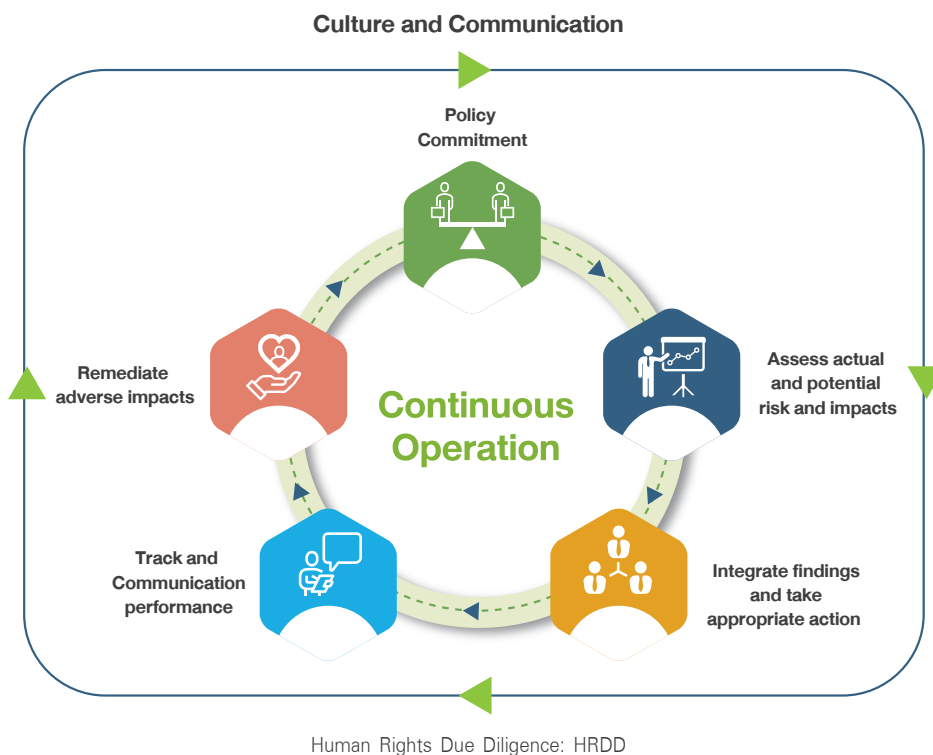 Culture and Communication
Policy
Commitment
Assess actual
and potential
risk and impacts
Integrate findings
and take
appropriate action
Track and
Communication
performance
Remediate
adverse impacts
Continuous
Operation
Human Rights Due Diligence: HRDD